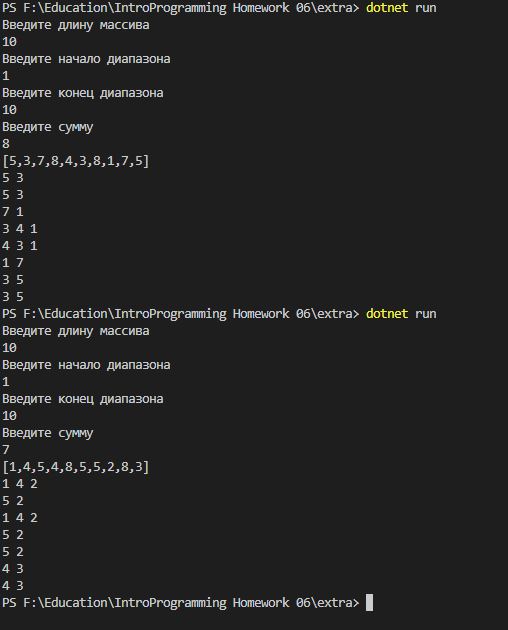 PS F:\Education\IntroProgramming Homework 06\extra> dotnet run
Введите длину массива
10
Введите начало диапазона
1
Введите конец диапазона
10
Введите сумму
8
[5,3,7,8,4,3,8,1,7,5]
5 3
5 3
7 1
3 4 1
4 3 1
1 7
3 5
3 5
PS F:\Education\IntroProgramming Homework 06\extra> dotnet run
Введите длину массива
10
Введите начало диапазона
1
Введите конец диапазона
10
Введите сумму
7
[1,4,5,4,8,5,5,2,8,3]
1 4 2
5 2
1 4 2
5 2
5 2
4 3
4 3
PS F:\Education\IntroProgramming Homework 06\extra>